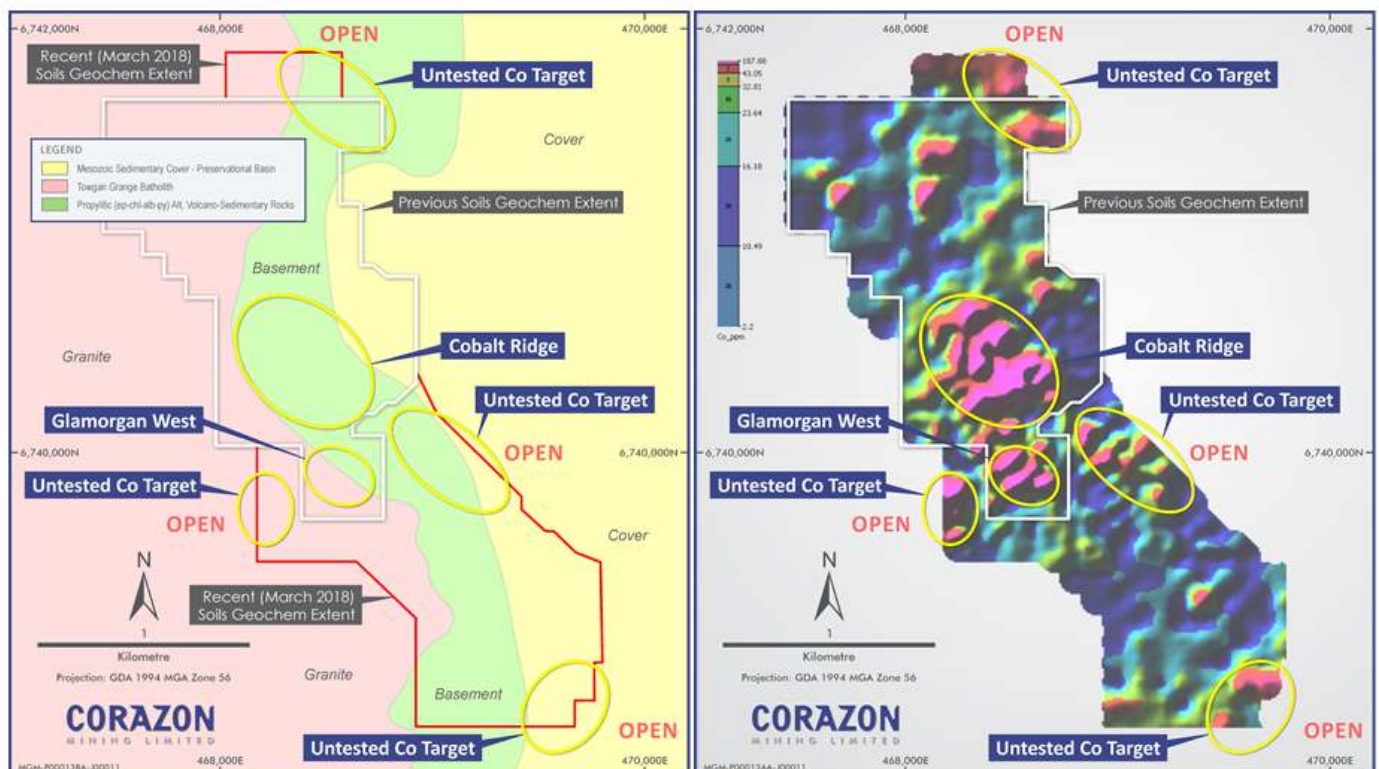 6,742,000N
468,000E
OPEN
470,000E
Recent (March 2018)
Soils Geochem Extent
Untested Co Target
Cover
LEGEND
Mesozoic Sedimentary Cover - Preservational Basin
Towgan Grange Batholith
Propylitic (ep-chl-alb-py) Alt, Volcano-Sedimentary Rocks
Previous Soils Geochem Extent
Basement
Granite
Cobalt Ridge
Glamorgan West
Untested Co Target
OPEN
6,740,000N
Untested Co Target
OPEN
Cover
N
Recent (March 2018)
Soils Geochem Extent
1
Kilometre
Projection: GDA 1994 MGA Zone 56
Granite
Basement
CORAZON
MINING LIMITED
OPEN
Untested Co Target
468,000E
470,000E
6,742,000N
468,000E
OPEN
470,000E
Untested Co Target
43.05
32.81
23.64
16.18
10.49
2.2
Co_ppm
Previous Soils Geochem Extent
Cobalt Ridge
Untested Co Target
Glamorgan West
OPEN
6,740,000N
Untested Co Target
OPEN
N
1
Kilometre
Projection: GDA 1994 MGA Zone 56
CORAZON
MINING LIMITED
OPEN
Untested Co Target
468,000E
470,000E